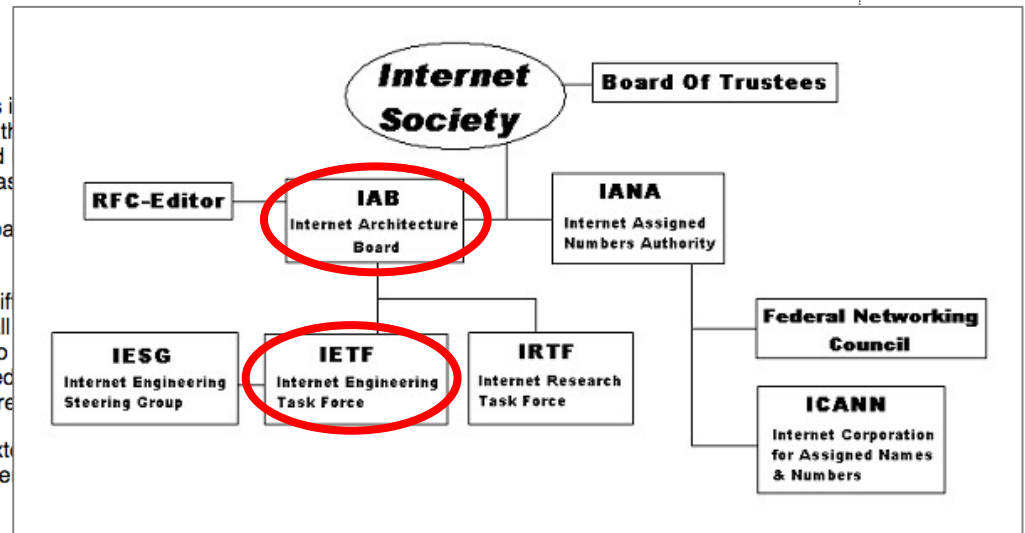 Internet
Society
Board Of Trustees
RFC-Editor
IAB
Internet Architecture
Board
IANA
Internet Assigned
Numbers Authority
Federal Networking
Council
IESG
Internet Engineering
Steering Group
IETF
Internet Engineering
Task Force
IRTF
Internet Research
Task Force
ICANN
Internet Corporation
for Assigned Names
& Numbers